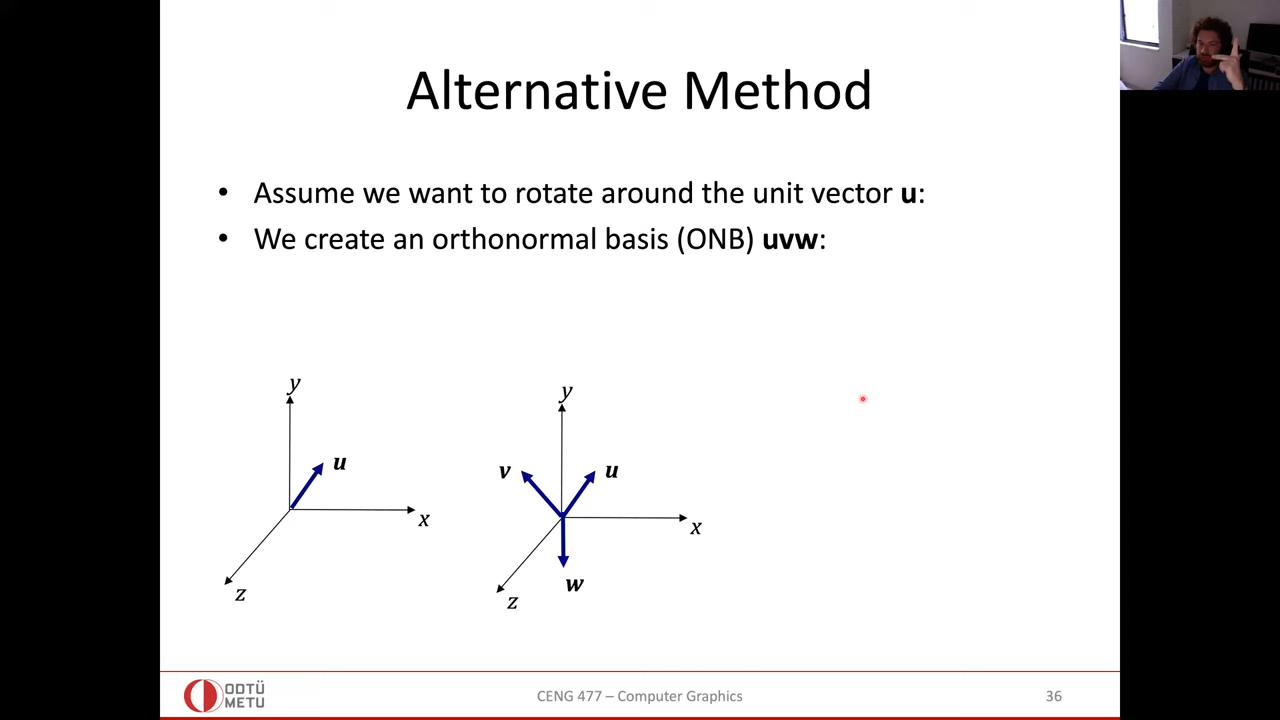 Alternative Method
• Assume we want to rotate around the unit vector u:
• We create an orthonormal basis (ONB) uvw:
y
u
x
z
y
v
u
x
w
z
ODTÜ
METU
CENG 477 – Computer Graphics
36